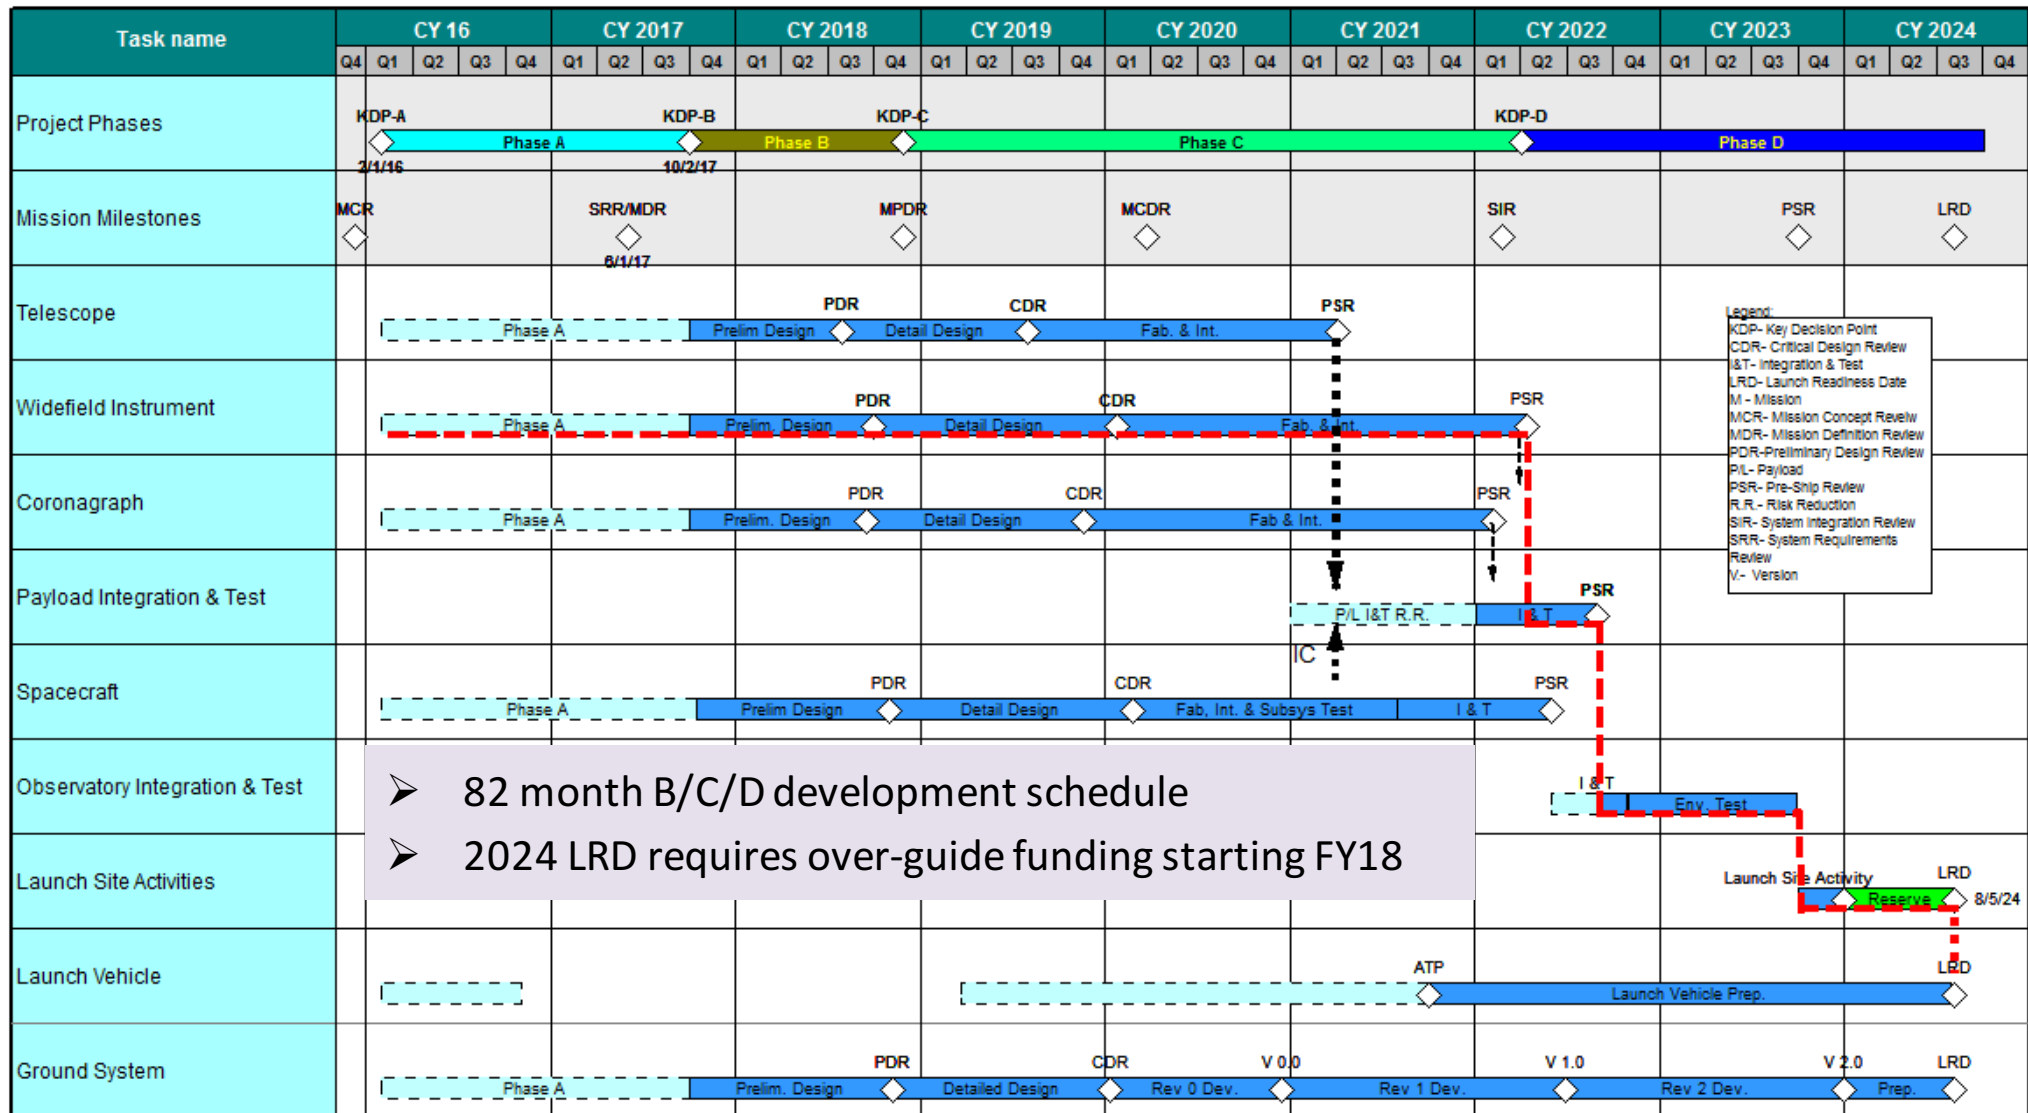 Task name
CY 16 CY 2017 CY 2018 CY 2019 CY 2020 CY 2021 CY 2022 CY 2023 CY 2024
Q4 Q1 Q2 Q3 Q4 Q1 Q2 Q3 Q4 Q1 Q2 Q3 Q4 Q1 Q2 Q3 Q4 Q1 Q2 Q3 Q4 Q1 Q2 Q3 Q4 Q1 Q2 Q3 Q4 Q1 Q2 Q3 Q4 Q1 Q2 Q3 Q4
Project Phases
KDP-A KDP-B KDP-C KDP-D
Phase A Phase B Phase C Phase D
2/1/16 10/2/17
Mission Milestones
MCR SRR/MDR MPDR MCDR SIR PSR LRD
6/1/17
Telescope
PDR CDR PSR
Phase A Prelim Design Detail Design Fab. & Int.
Legend:
KDP- Key Decision Point
CDR- Critical Design Review
I&T- Integration & Test
LRD- Launch Readiness Date
M - Mission
MCR- Mission Concept Reveiw
MDR- Mission Definition Review
PDR-Preliminary Design Review
P/L- Payload
PSR- Pre-Ship Review
R.R.- Risk Reduction
SIR- System Integration Review
SRR- System Requirements
Review
V.- Version
Widefield Instrument
PDR CDR PSR
Phase A Prelim. Design Detail Design Fab. & Int.
Coronagraph
PDR CDR PSR
Phase A Prelim. Design Detail Design Fab & Int.
Payload Integration & Test
PSR
P/L I&T R.R. I & T
IC
Spacecraft
PDR CDR PSR
Phase A Prelim Design Detail Design Fab, Int. & Subsys Test I & T
Observatory Integration & Test
I & T
Env. Test
➢ 82 month B/C/D development schedule
➢ 2024 LRD requires over-guide funding starting FY18
Launch Site Activities
Launch Site Activity LRD
Reserve 8/5/24
Launch Vehicle
ATP LRD
Launch Vehicle Prep.
Ground System
PDR CDR V 0.0 V 1.0 V 2.0 LRD
Phase A Prelim. Design Detailed Design Rev 0 Dev. Rev 1 Dev. Rev 2 Dev. Prep.